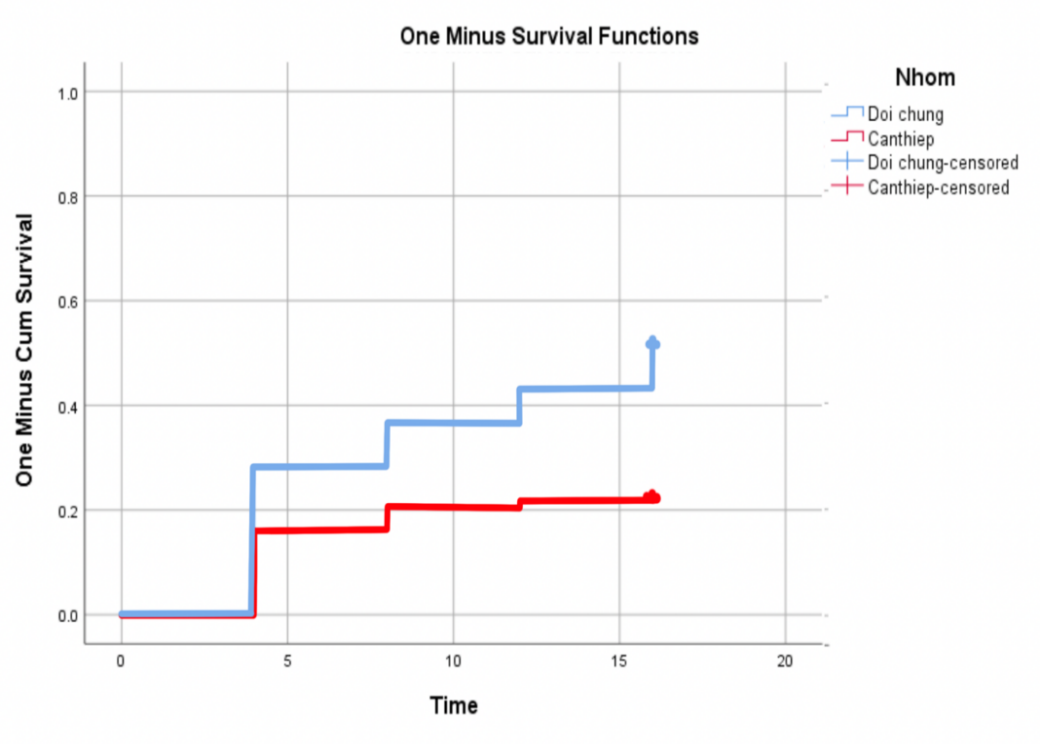 One Minus Survival Functions
One Minus Cum Survival
1.0
0.8
0.6
0.4
0.2
0.0
0 5 10 15 20
Time
Nhom
Doi chung
Canthiep
Doi chung-censored
Canthiep-censored